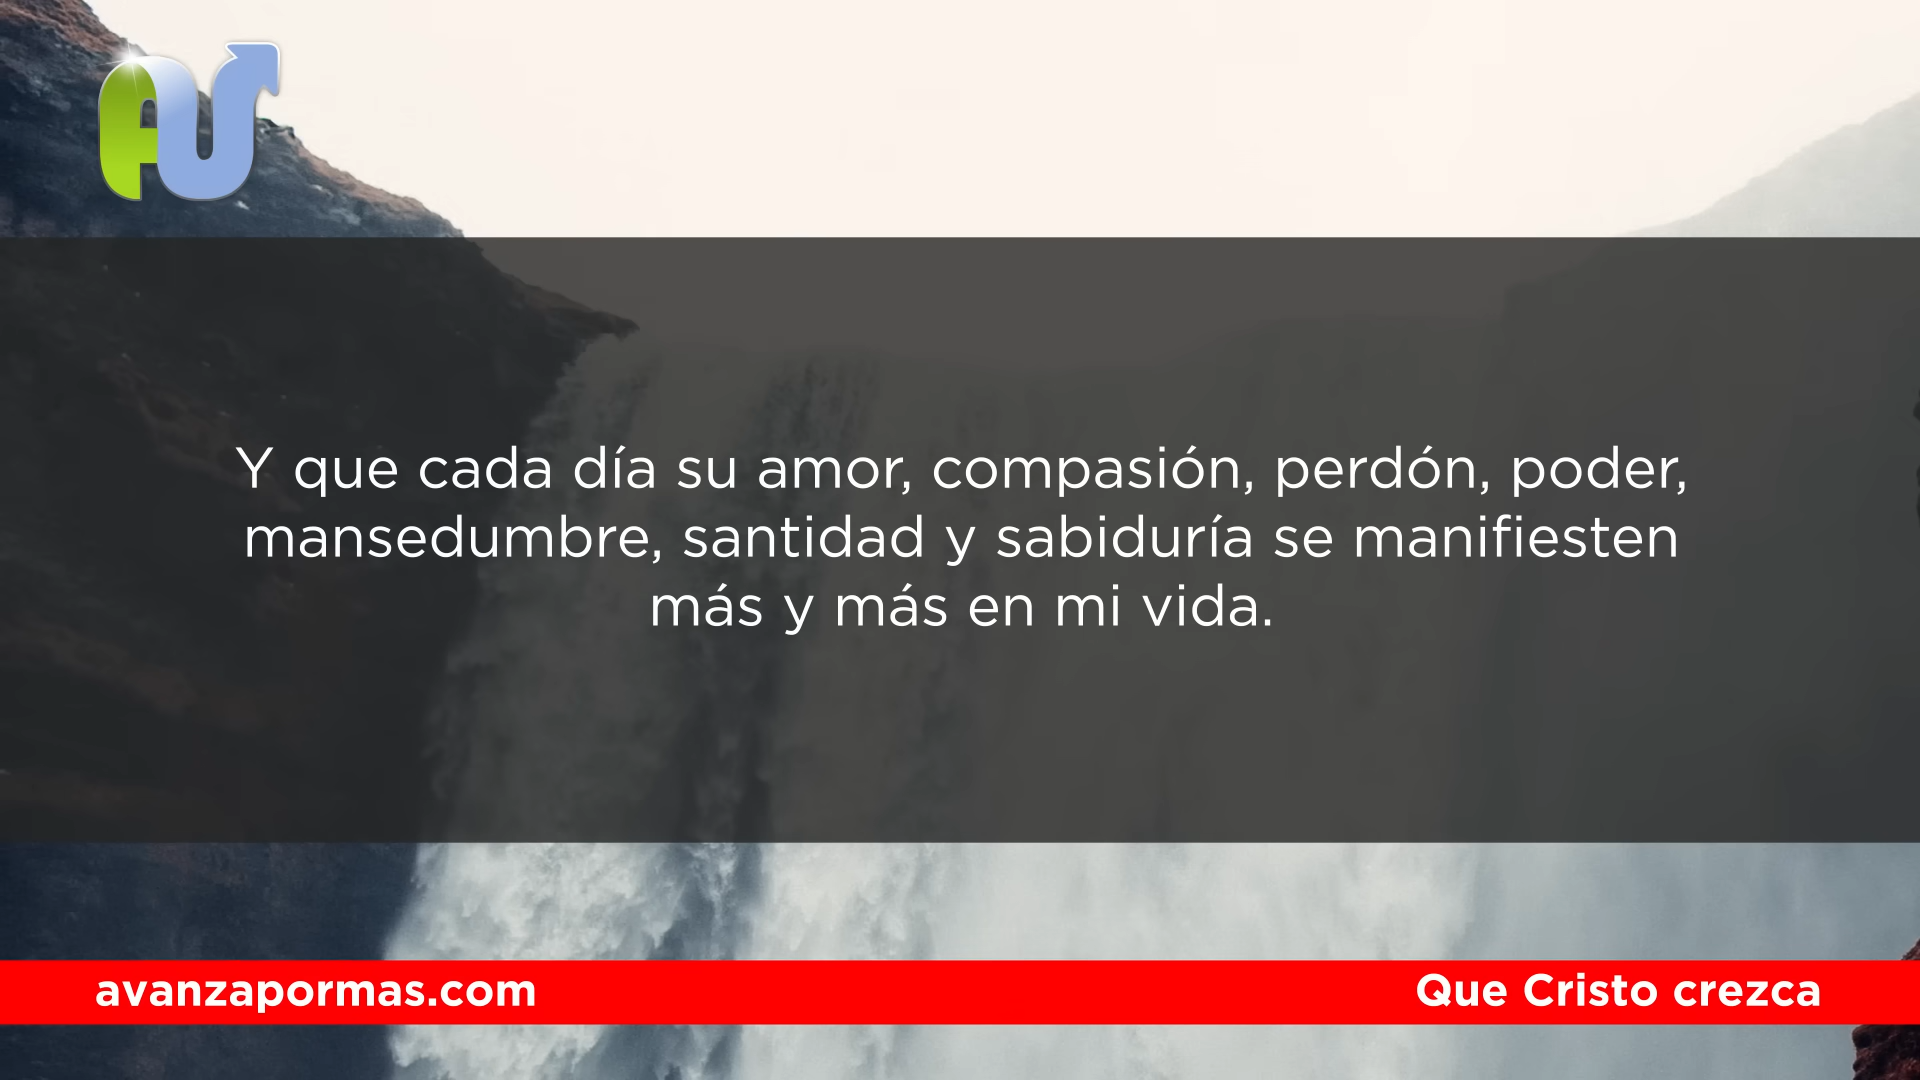 Y que cada día su amor, compasión, perdón, poder,
mansedumbre, santidad y sabiduría se manifiesten
más y más en mi vida.
avanzapormas.com
Que Cristo crezca